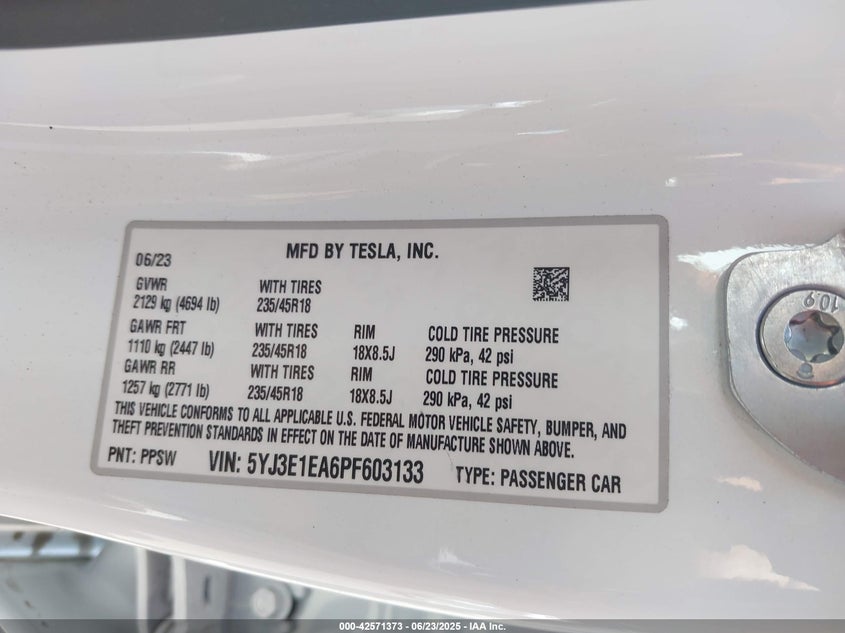 06/23 MFD BY TESLA, INC.
GVWR WITH TIRES
2129 kg (4694 lb) 235/45R18
GAWR FRT WITH TIRES RIM COLD TIRE PRESSURE
1110 kg (2447 lb) 235/45R18 18X8.5J 290 kPa, 42 psi
GAWR RR WITH TIRES RIM COLD TIRE PRESSURE
1257 kg (2771 lb) 235/45R18 18X8.5J 290 kPa, 42 psi
THIS VEHICLE CONFORMS TO ALL APPLICABLE U.S. FEDERAL MOTOR VEHICLE SAFETY, BUMPER, AND
THEFT PREVENTION STANDARDS IN EFFECT ON THE DATE OF MANUFACTURE SHOWN ABOVE.
PNT: PPSW VIN: 5YJ3E1EA6PF603133 TYPE: PASSENGER CAR
10.9
000-42571373 - 06/23/2025 - IAA Inc.